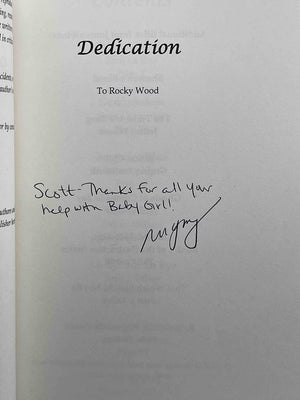 Dedication
To Rocky Wood
Scott - Thanks for all your
help with Baby Girl!